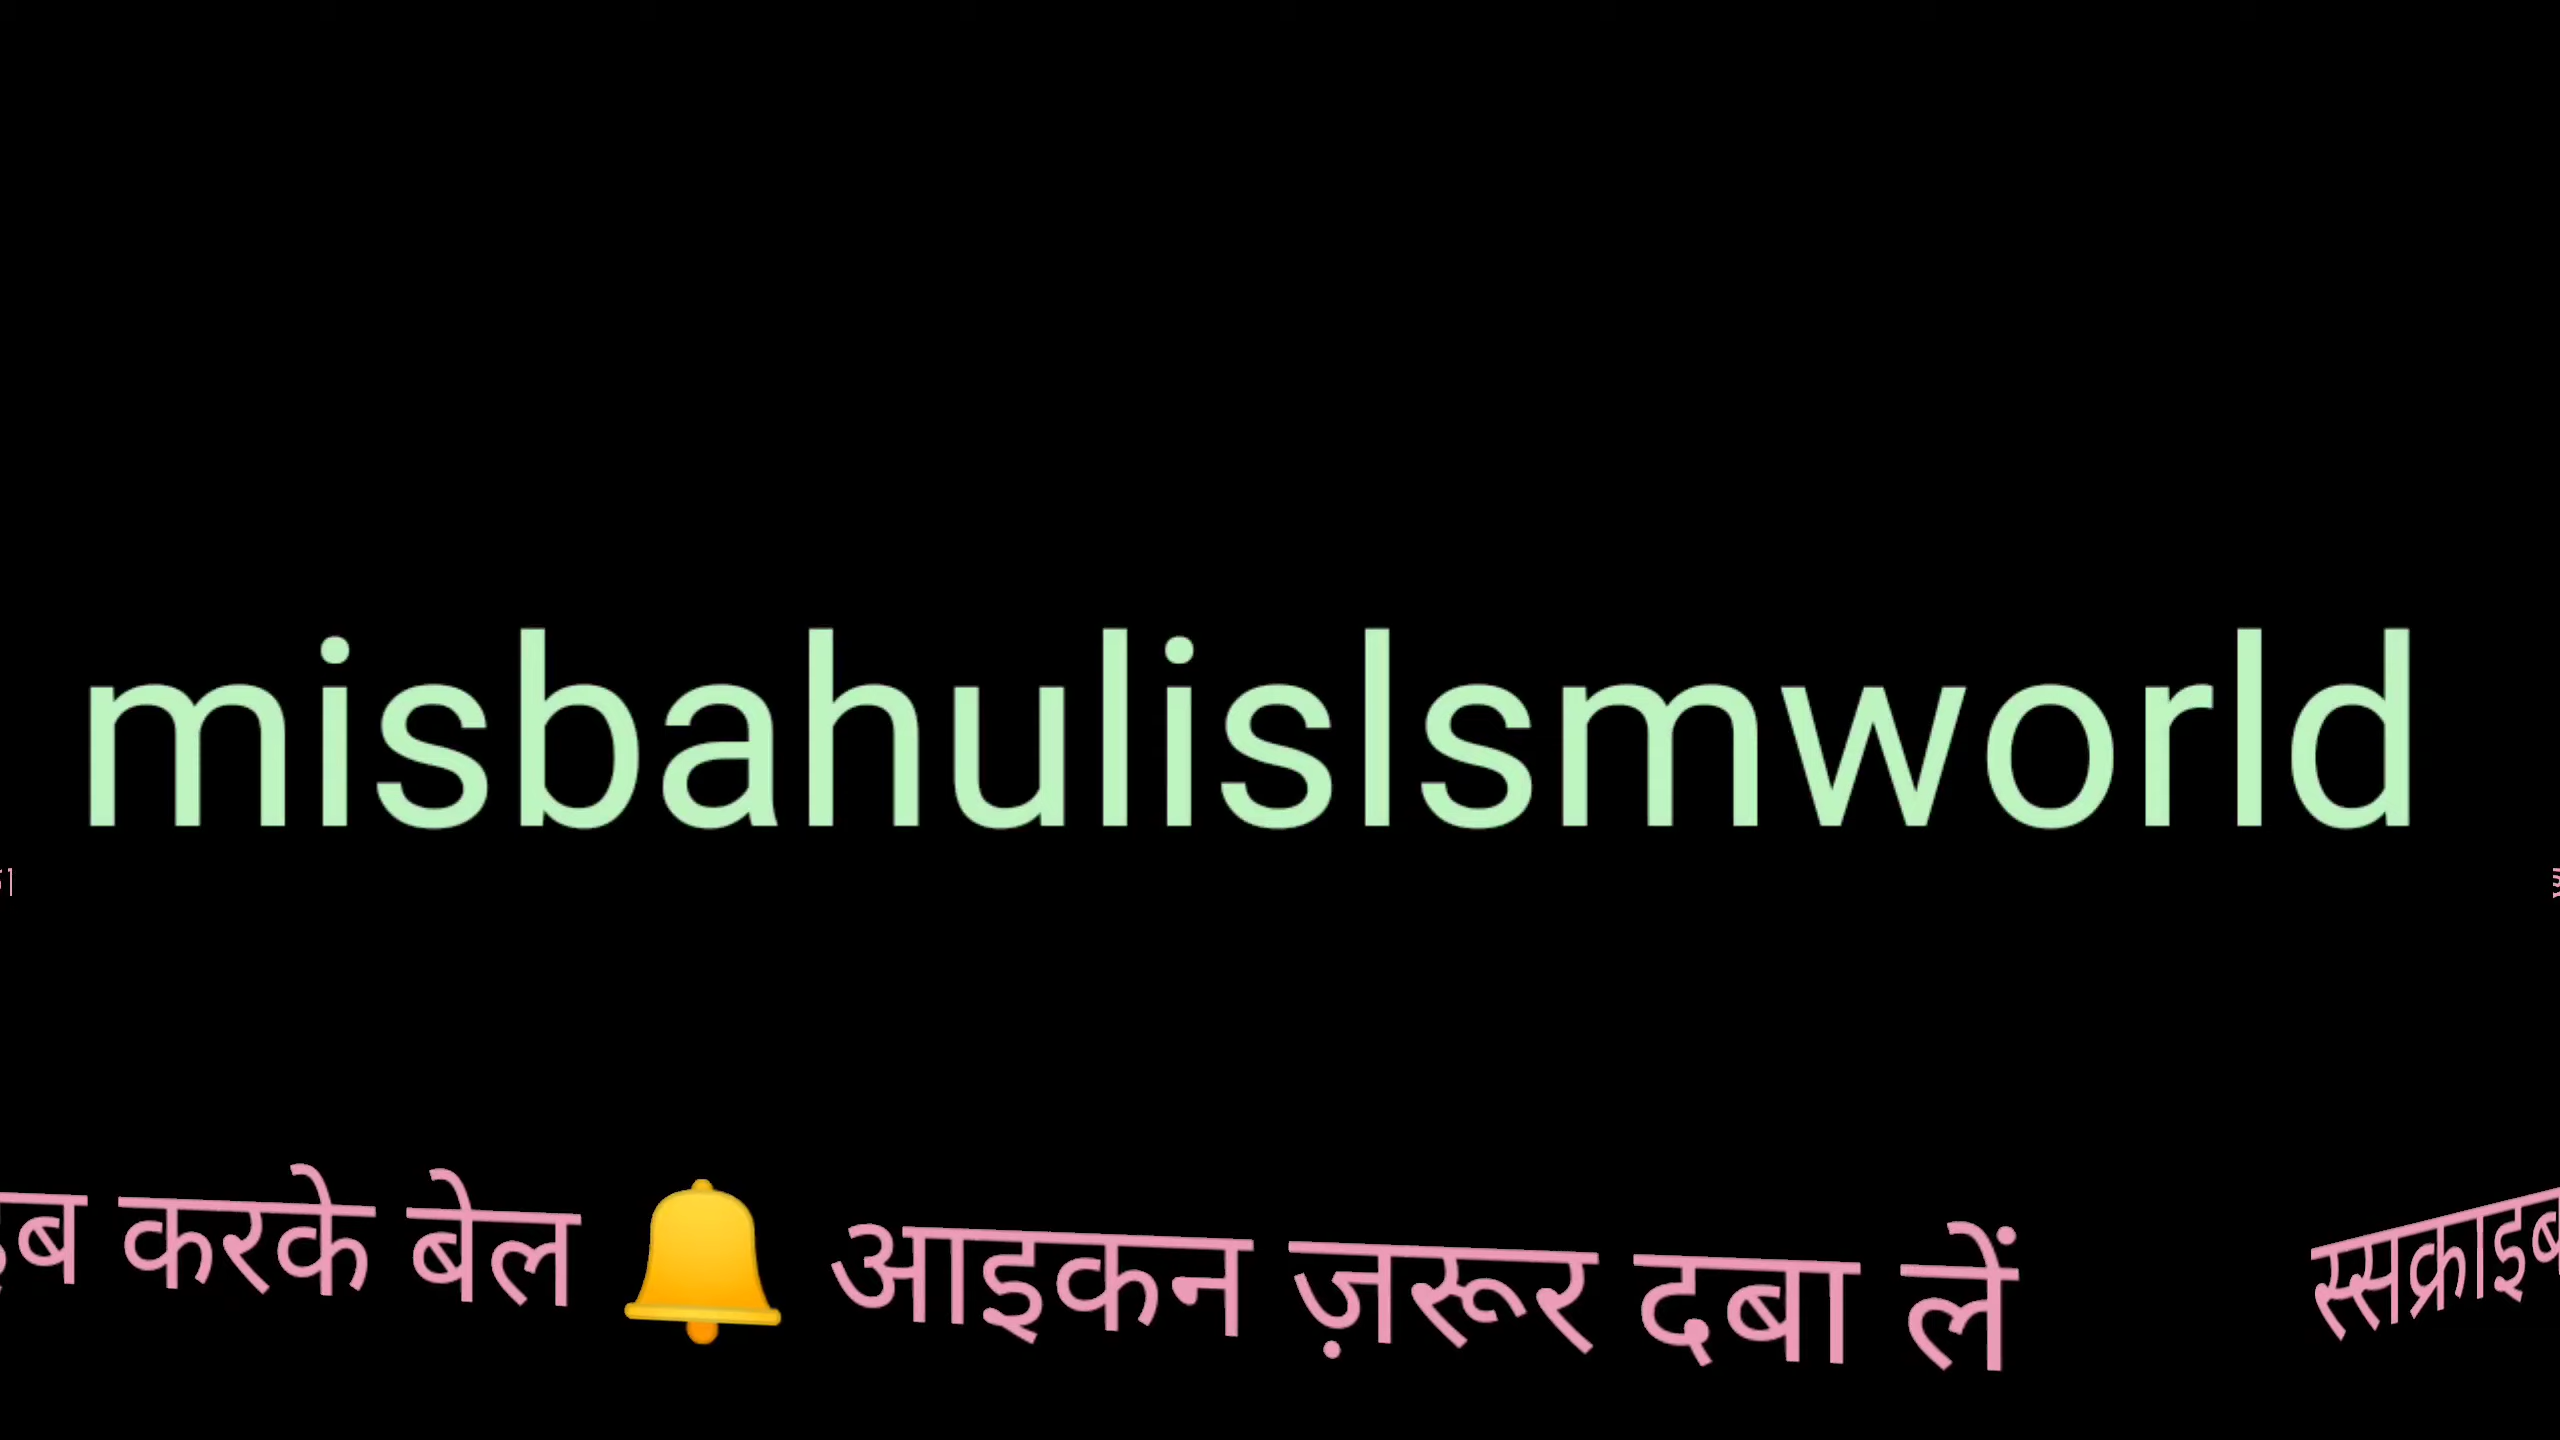 misbahulislsmworld
करके बेल 🔔 आइकन ज़रूर दबा लें